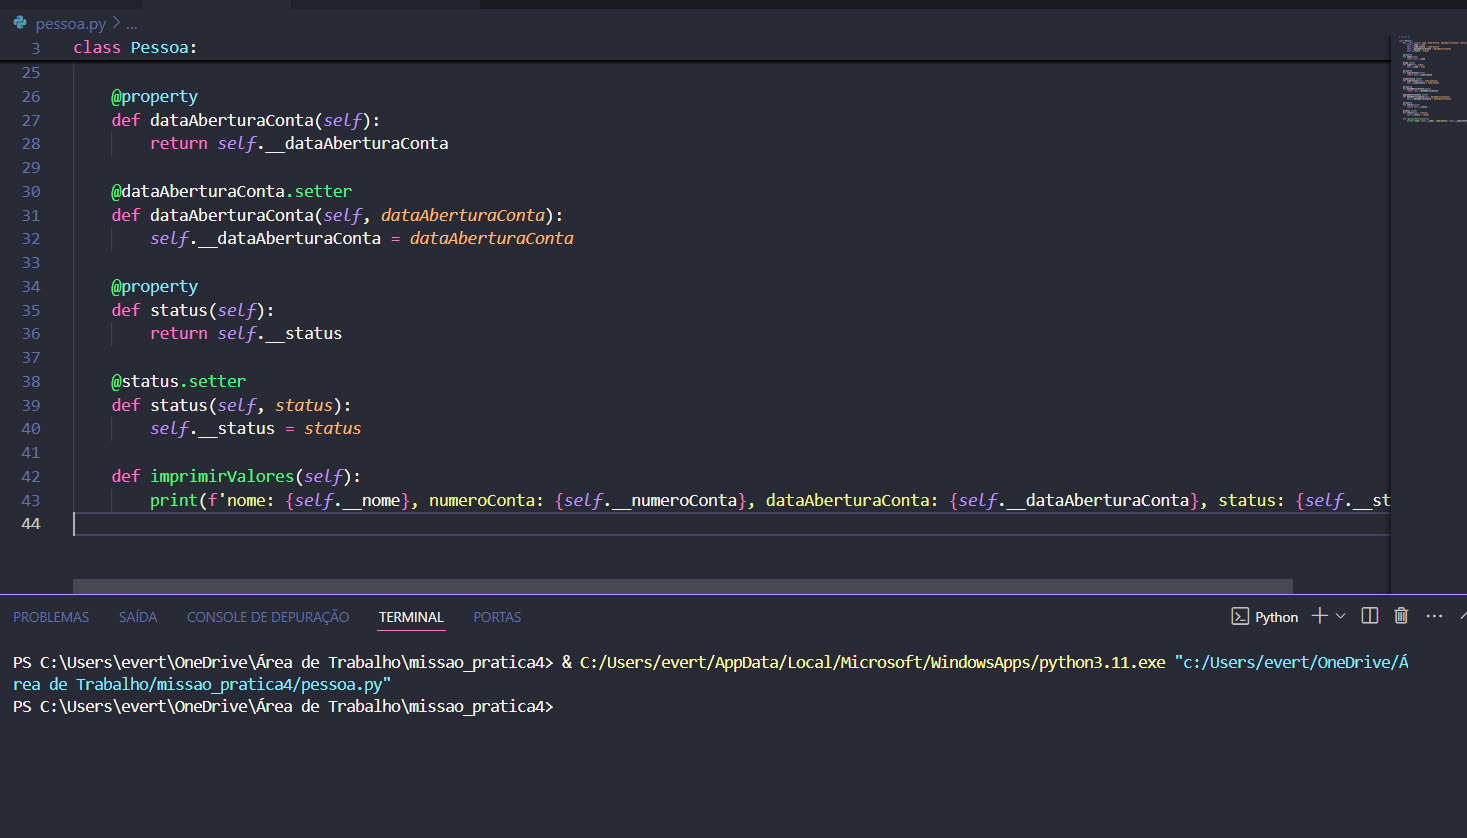 pessoa.py > ...
3 class Pessoa:
25
26 @property
27 def dataAberturaConta(self):
28 return self.__dataAberturaConta
29
30 @dataAberturaConta.setter
31 def dataAberturaConta(self, dataAberturaConta):
32 self.__dataAberturaConta = dataAberturaConta
33
34 @property
35 def status(self):
36 return self.__status
37
38 @status.setter
39 def status(self, status):
40 self.__status = status
41
42 def imprimirValores(self):
43 print(f'nome: {self.__nome}, numeroConta: {self.__numeroConta}, dataAberturaConta: {self.__dataAberturaConta}, status: {self.__st
44
PROBLEMAS SAÍDA CONSOLE DE DEPURAÇÃO TERMINAL PORTAS Python
PS C:\Users\evert\OneDrive\Área de Trabalho\missao_pratica4> & C:/Users/evert/AppData/Local/Microsoft/WindowsApps/python3.11.exe "c:/Users/evert/OneDrive/Á
rea de Trabalho/missao_pratica4/pessoa.py"
PS C:\Users\evert\OneDrive\Área de Trabalho\missao_pratica4>